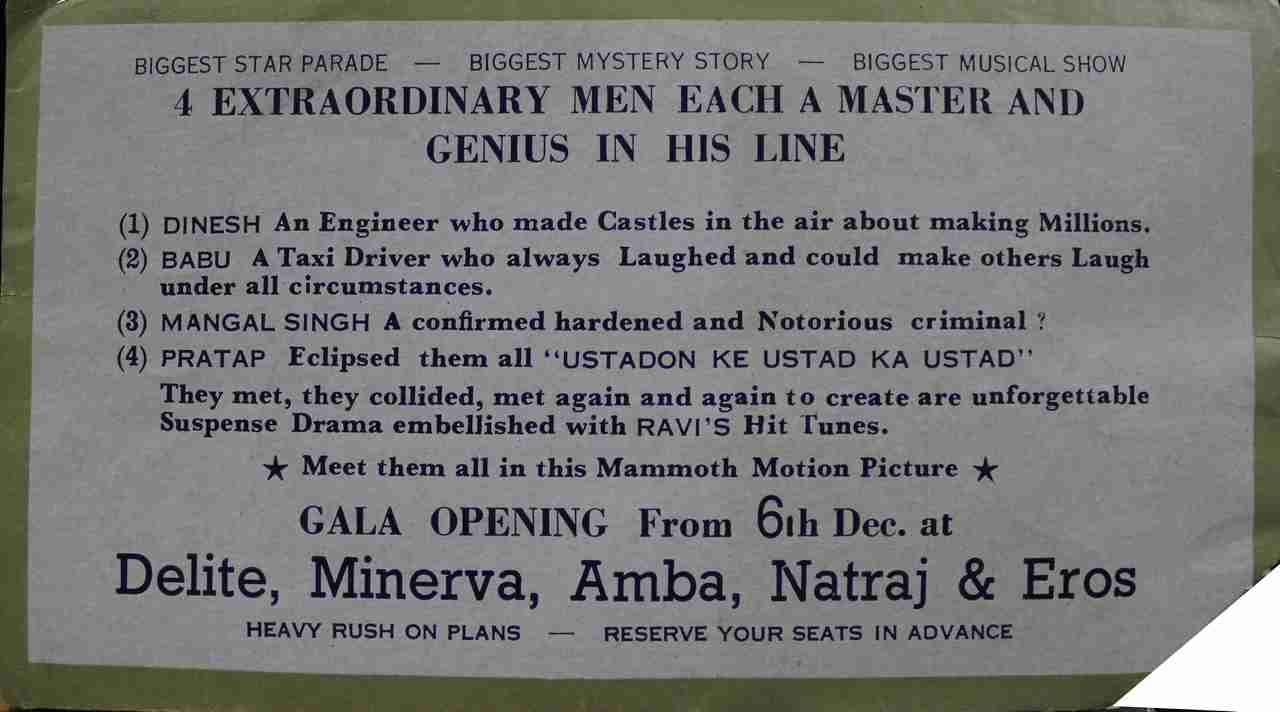 BIGGEST STAR PARADE — BIGGEST MYSTERY STORY — BIGGEST MUSICAL SHOW
4 EXTRAORDINARY MEN EACH A MASTER AND
GENIUS IN HIS LINE
(1) DINESH An Engineer who made Castles in the air about making Millions.
(2) BABU A Taxi Driver who always Laughed and could make others Laugh
under all circumstances.
(3) MANGAL SINGH A confirmed hardened and Notorious criminal ?
(4) PRATAP Eclipsed them all "USTADON KE USTAD KA USTAD"
They met, they collided, met again and again to create are unforgettable
Suspense Drama embellished with RAVI'S Hit Tunes.
★ Meet them all in this Mammoth Motion Picture ★
GALA OPENING From 6th Dec. at
Delite, Minerva, Amba, Natraj & Eros
HEAVY RUSH ON PLANS — RESERVE YOUR SEATS IN ADVANCE